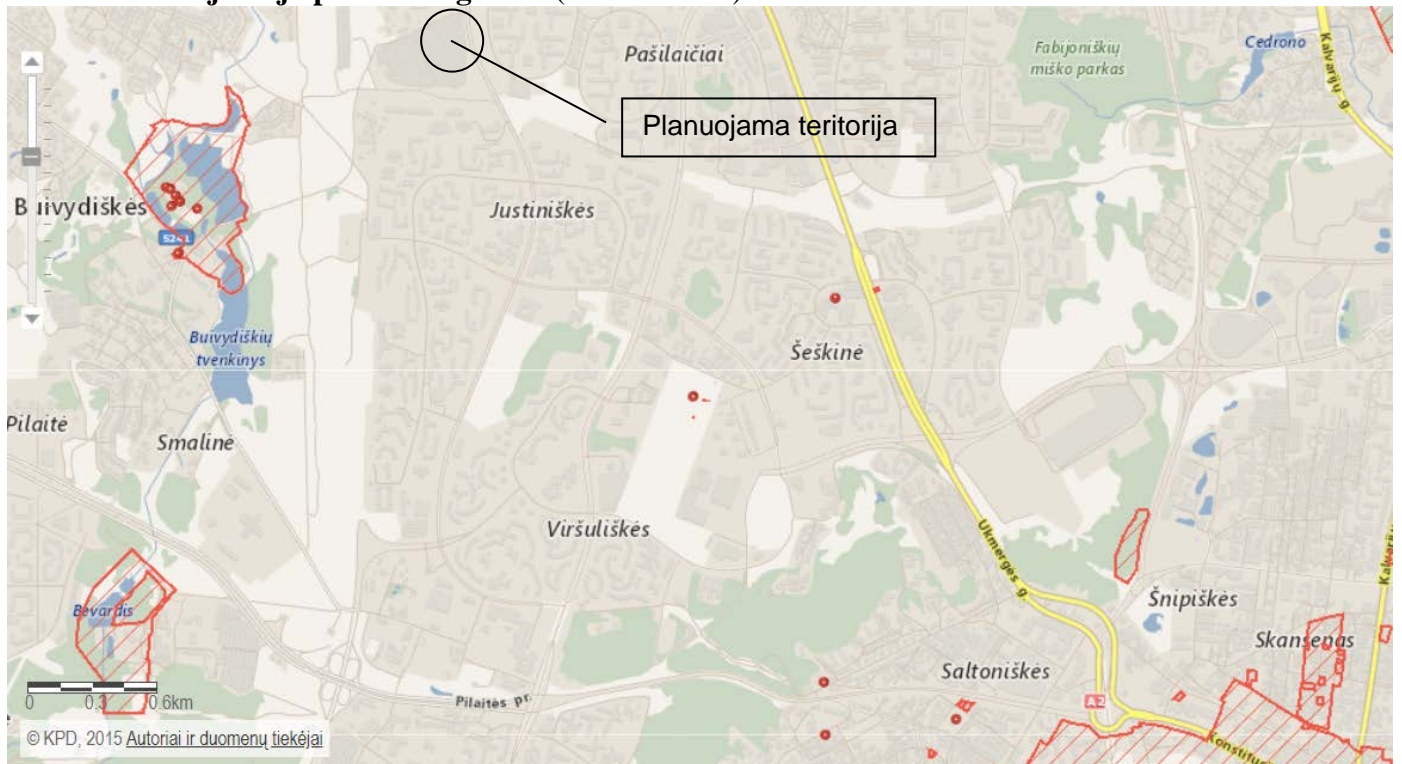 Pašilaičiai
Fabijoniškių
miško parkas
Cedrono
Kalvarijų g.
Planuojama teritorija
Buivydiškės
Justiniškės
5241
Buivydiškių
tvenkinys
Šeškinė
Pilaitė
Smalinė
Viršuliškės
Ukmergės g.
Bevardis
Šnipiškės
Skansenas
Saltoniškės
A2
Pilaitės pr.
0 0.3 0.6km
© KPD, 2015 Autoriai ir duomenų tiekėjai